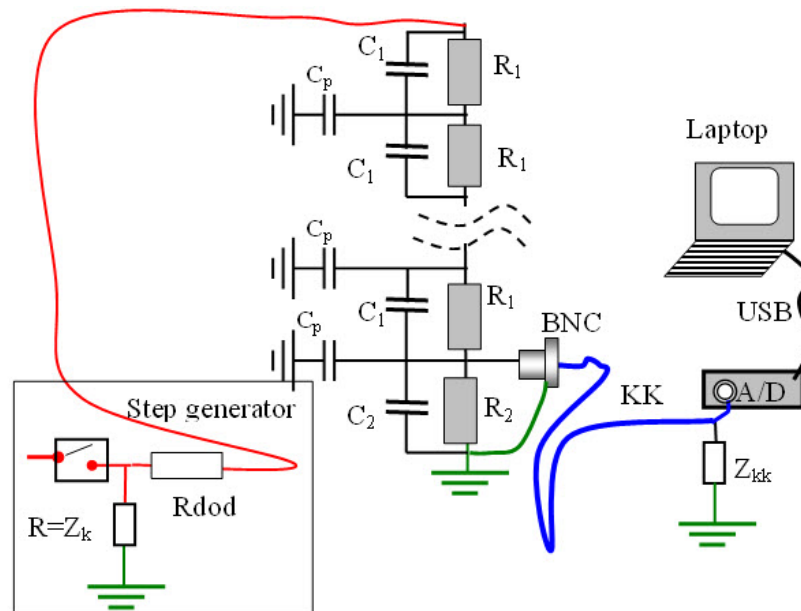 C1
R1
Cp
Laptop
C1
R1
Cp
R1
C1
BNC
USB
Cp
Step generator
KK
A/D
C2
R2
Rdod
Zkk
R=Zk